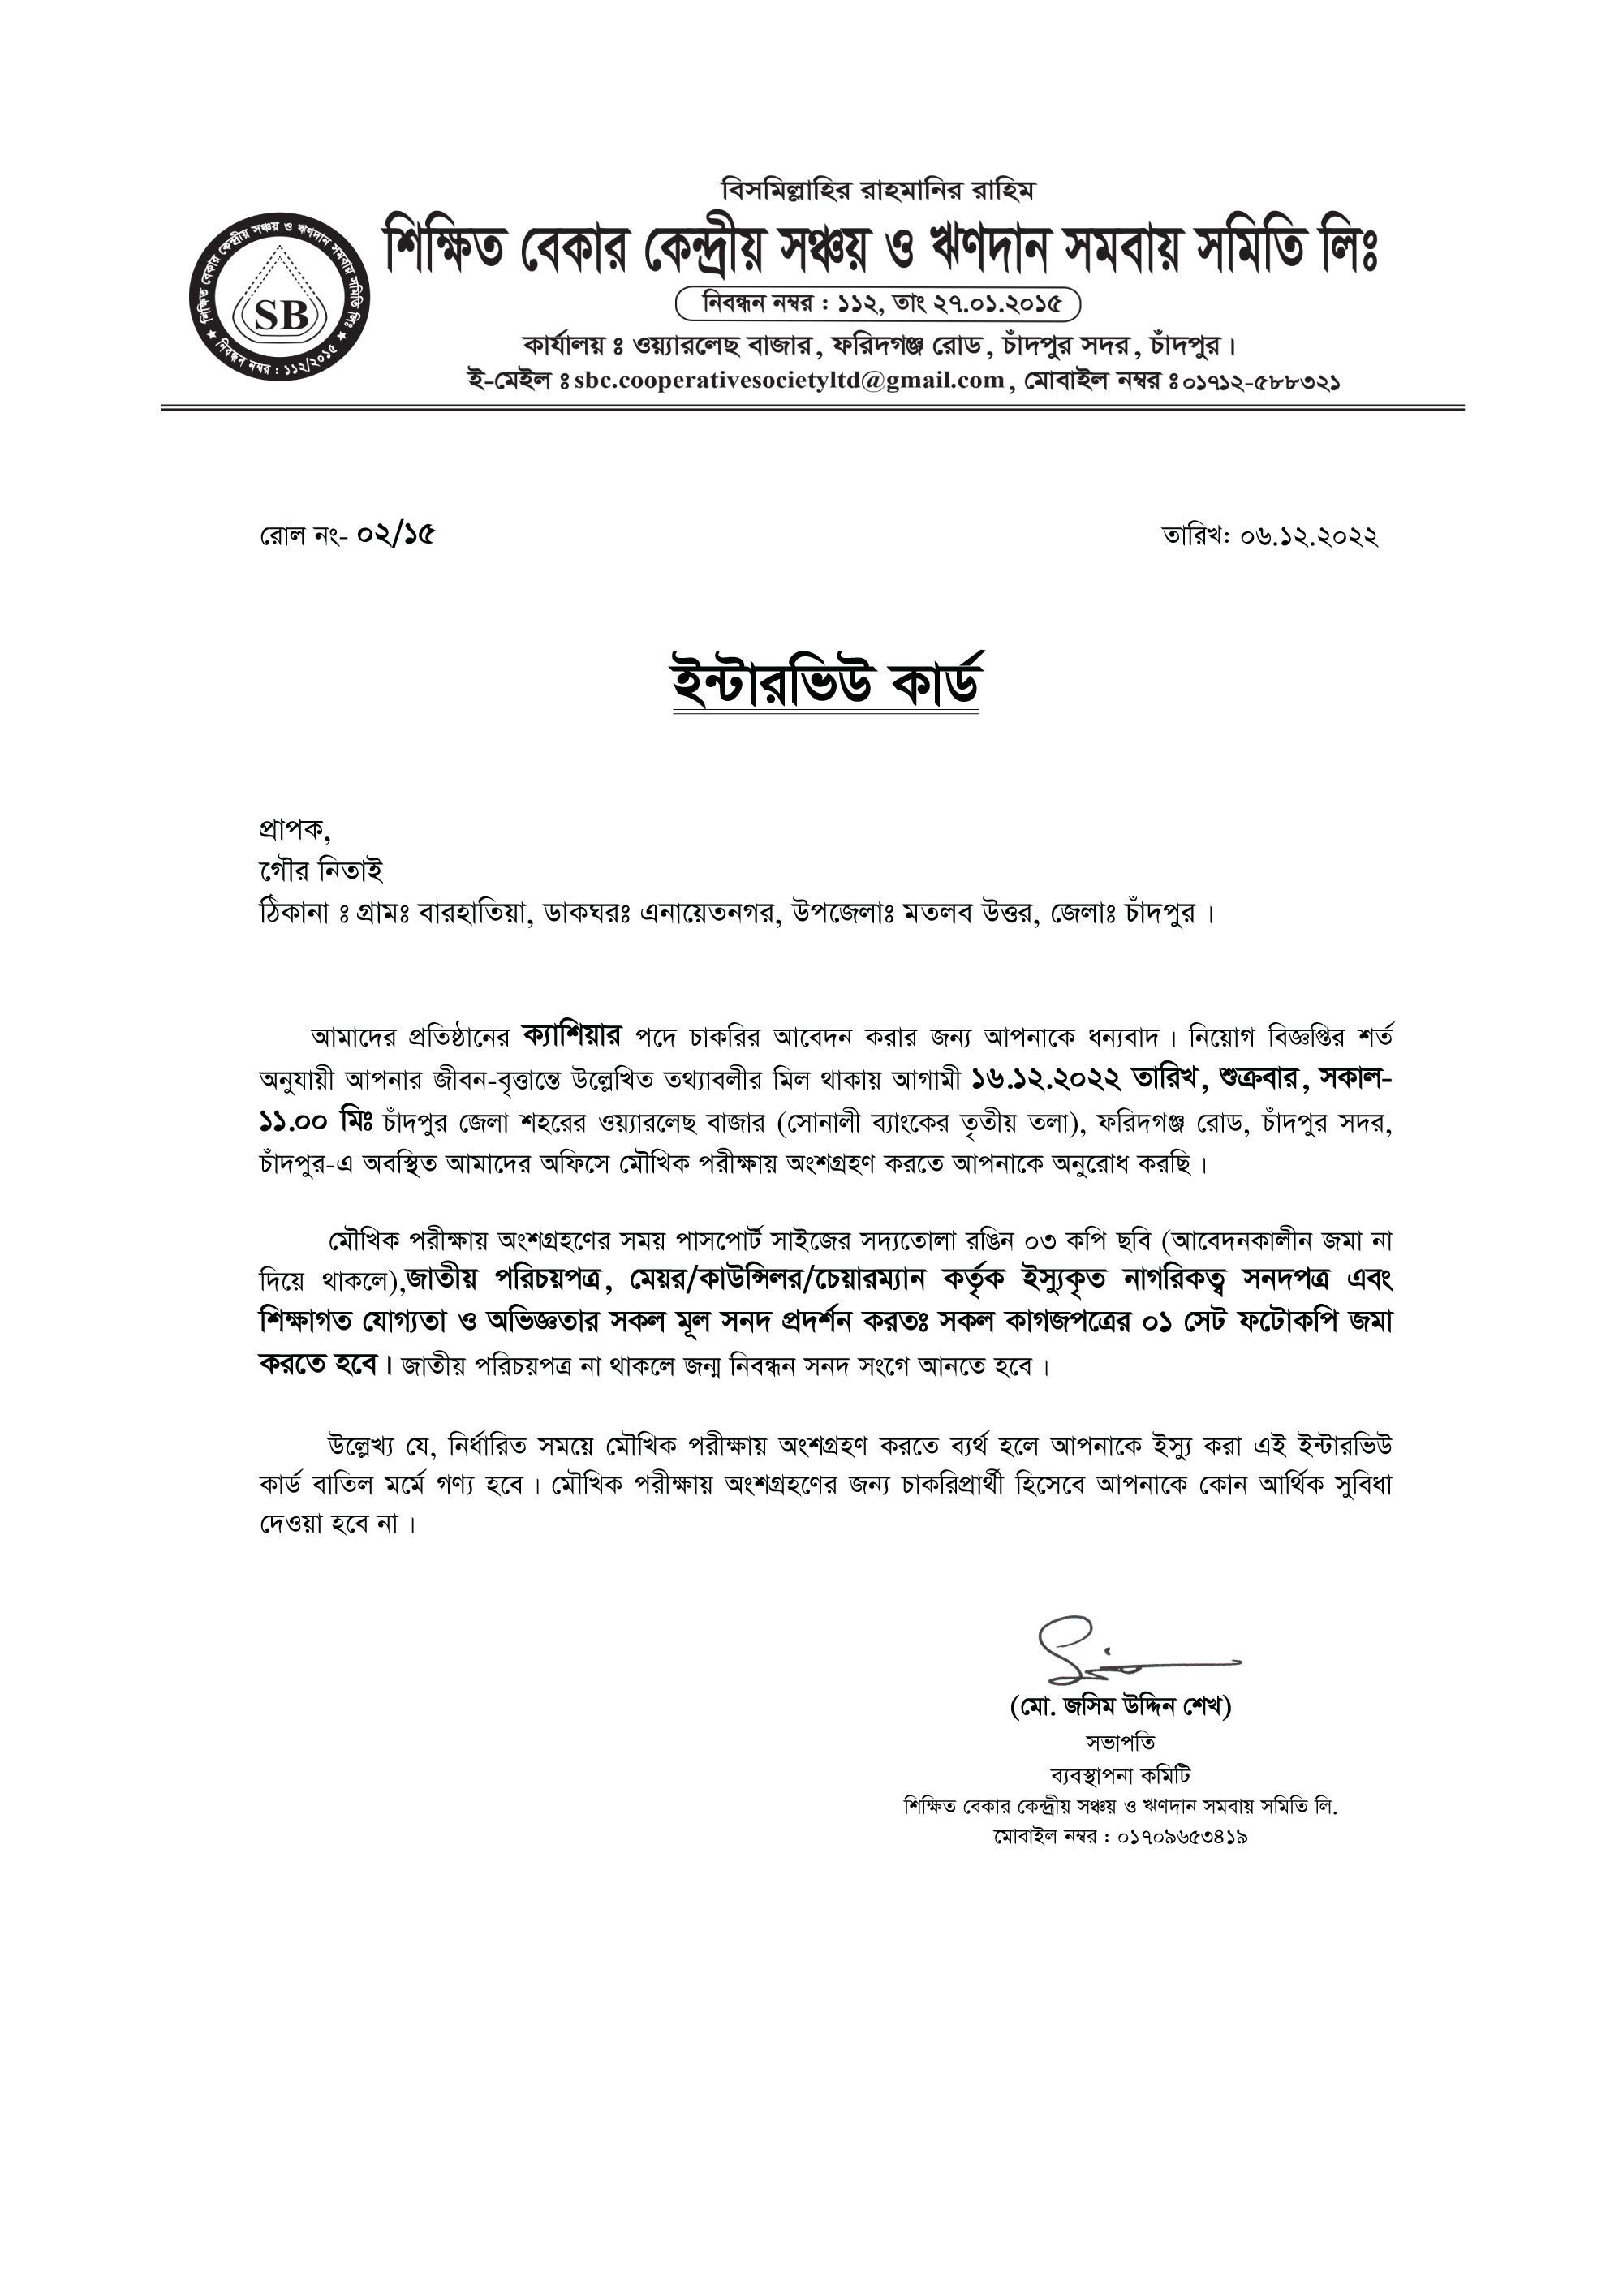 বিসমিল্লাহির রাহমানির রাহিম
শিক্ষিত বেকার কেন্দ্রীয় সঞ্চয় ও ঋণদান সমবায় সমিতি লিঃ
শিক্ষিত বেকার কেন্দ্রীয় সঞ্চয় ও ঋণদান সমবায় সমিতি লিঃ
SB
★ নিবন্ধন নম্বর : ১১২/২০১৫ ★
নিবন্ধন নম্বর : ১১২, তাং ২৭.০১.২০১৫
কার্যালয় ঃ ওয়্যারলেছ বাজার, ফরিদগঞ্জ রোড, চাঁদপুর সদর, চাঁদপুর।
ই-মেইল ঃ sbc.cooperativesocietyltd@gmail.com, মোবাইল নম্বর ঃ ০১৭১২-৫৮৮৩২১
রোল নং- ০২/১৫ তারিখ: ০৬.১২.২০২২
ইন্টারভিউ কার্ড
প্রাপক,
গৌর নিতাই
ঠিকানা ঃ গ্রামঃ বারহাতিয়া, ডাকঘরঃ এনায়েতনগর, উপজেলাঃ মতলব উত্তর, জেলাঃ চাঁদপুর।
আমাদের প্রতিষ্ঠানের ক্যাশিয়ার পদে চাকরির আবেদন করার জন্য আপনাকে ধন্যবাদ। নিয়োগ বিজ্ঞপ্তির শর্ত
অনুযায়ী আপনার জীবন-বৃত্তান্তে উল্লেখিত তথ্যাবলীর মিল থাকায় আগামী ১৬.১২.২০২২ তারিখ, শুক্রবার, সকাল-
১১.০০ মিঃ চাঁদপুর জেলা শহরের ওয়্যারলেছ বাজার (সোনালী ব্যাংকের তৃতীয় তলা), ফরিদগঞ্জ রোড, চাঁদপুর সদর,
চাঁদপুর-এ অবস্থিত আমাদের অফিসে মৌখিক পরীক্ষায় অংশগ্রহণ করতে আপনাকে অনুরোধ করছি।
মৌখিক পরীক্ষায় অংশগ্রহণের সময় পাসপোর্ট সাইজের সদ্যতোলা রঙিন ০৩ কপি ছবি (আবেদনকালীন জমা না
দিয়ে থাকলে),জাতীয় পরিচয়পত্র, মেয়র/কাউন্সিলর/চেয়ারম্যান কর্তৃক ইস্যুকৃত নাগরিকত্ব সনদপত্র এবং
শিক্ষাগত যোগ্যতা ও অভিজ্ঞতার সকল মূল সনদ প্রদর্শন করতঃ সকল কাগজপত্রের ০১ সেট ফটোকপি জমা
করতে হবে। জাতীয় পরিচয়পত্র না থাকলে জন্ম নিবন্ধন সনদ সংগে আনতে হবে।
উল্লেখ্য যে, নির্ধারিত সময়ে মৌখিক পরীক্ষায় অংশগ্রহণ করতে ব্যর্থ হলে আপনাকে ইস্যু করা এই ইন্টারভিউ
কার্ড বাতিল মর্মে গণ্য হবে। মৌখিক পরীক্ষায় অংশগ্রহণের জন্য চাকরিপ্রার্থী হিসেবে আপনাকে কোন আর্থিক সুবিধা
দেওয়া হবে না।
(মো. জসিম উদ্দিন শেখ)
সভাপতি
ব্যবস্থাপনা কমিটি
শিক্ষিত বেকার কেন্দ্রীয় সঞ্চয় ও ঋণদান সমবায় সমিতি লি.
মোবাইল নম্বর : ০১৭০৯৬৫৩৪১৯